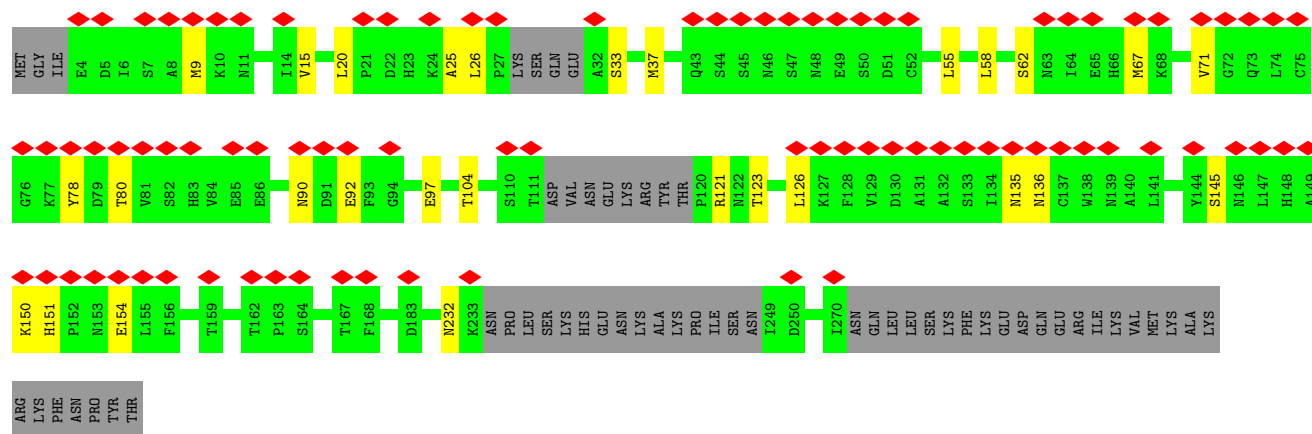 MET GLY ILE E4 D5 I6 S7 A8 M9 K10 N11 I14 V15 L20 P21 D22 H23 K24 A25 L26 P27 LYS SER GLN GLU A32 S33 M37 Q43 S44 S45 N46 S47 N48 E49 S50 D51 C52 L55 L58 S62 N63 I64 E65 H66 M67 K68 V71 G72 Q73 L74 C75
G76 K77 Y78 D79 T80 V81 S82 H83 V84 E85 E86 N90 D91 E92 F93 G94 E97 T104 S110 T111 ASP VAL ASN GLU LYS ARG TYR THR P120 R121 N122 T123 L126 K127 F128 V129 D130 A131 A132 S133 I134 N135 N136 C137 W138 N139 A140 L141 Y144 S145 N146 L147 H148 A149
K150 H151 P152 N153 E154 L155 F156 T159 T162 P163 S164 T167 F168 D183 N232 K233 ASN PRO LEU SER LYS HIS GLU ASN LYS ALA LYS PRO ILE SER ASN I249 D250 I270 ASN GLN LEU LEU SER LYS PHE LYS GLU ASP GLN GLU ARG ILE LYS VAL MET LYS ALA LYS
ARG LYS PHE ASN PRO TYR THR